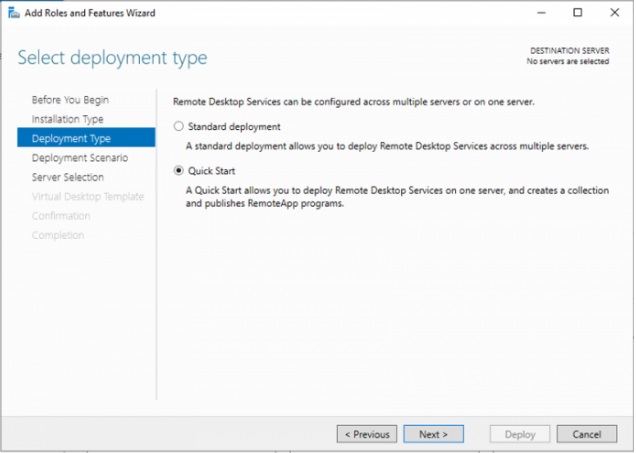 Add Roles and Features Wizard
Select deployment type
DESTINATION SERVER
No servers are selected
Before You Begin
Installation Type
Deployment Type
Deployment Scenario
Server Selection
Virtual Desktop Template
Confirmation
Completion
Remote Desktop Services can be configured across multiple servers or on one server.
Standard deployment
A standard deployment allows you to deploy Remote Desktop Services across multiple servers.
Quick Start
A Quick Start allows you to deploy Remote Desktop Services on one server, and creates a collection
and publishes RemoteApp programs.
< Previous
Next >
Deploy
Cancel